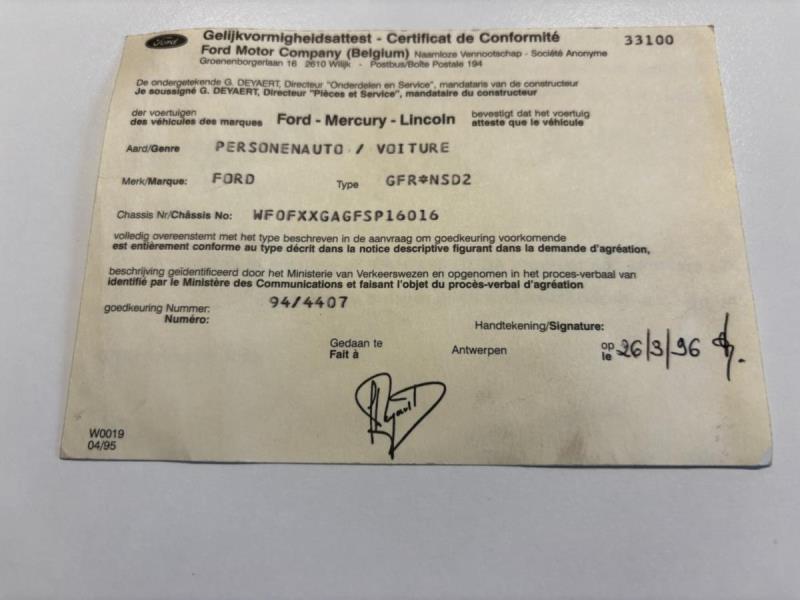 Ford
Gelijkvormigheidsattest - Certificat de Conformité
33100
Ford Motor Company (Belgium) Naamloze Vennootschap - Société Anonyme
Groenenborgerlaan 16 2610 Wilijk - Postbus/Boîte Postale 194
De ondergetekende G. DEYAERT, Directeur "Onderdelen en Service", mandataris van de constructeur
Je soussigné G. DEYAERT, Directeur "Pièces et Service", mandataire du constructeur
der voertuigen
des véhicules des marques
Ford - Mercury - Lincoln
bevestigt dat het voertuig
atteste que le véhicule
Aard/Genre PERSONENAUTO / VOITURE
Merk/Marque: FORD Type GFR*NSD2
Chassis Nr/Châssis No: WF0FXXGAGFSP16016
volledig overeenstemt met het type beschreven in de aanvraag om goedkeuring voorkomende
est entièrement conforme au type décrit dans la notice descriptive figurant dans la demande d'agréation,
beschrijving geïdentificeerd door het Ministerie van Verkeerswezen en opgenomen in het proces-verbaal van
identifié par le Ministère des Communications et faisant l'objet du procès-verbal d'agréation
goedkeuring Nummer: 94/4407
Numéro:
Handtekening/Signature:
Gedaan te
Fait à
Antwerpen
op
le
26/3/96
W0019
04/95